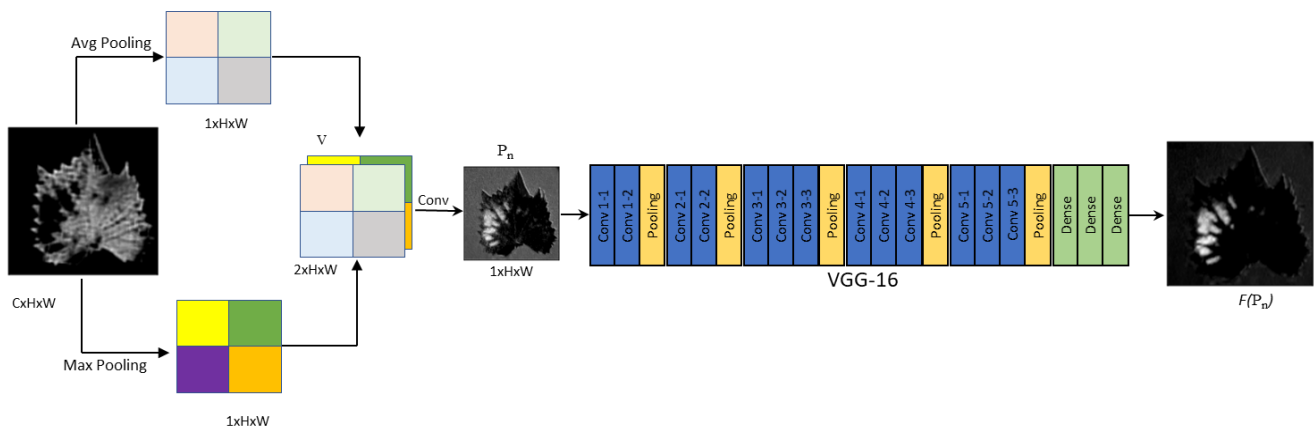 Avg Pooling
1xHxW
CxHxW
Max Pooling
1xHxW
V
2xHxW
Conv
Pn
1xHxW
Conv 1-1
Conv 1-2
Pooling
Conv 2-1
Conv 2-2
Pooling
Conv 3-1
Conv 3-2
Conv 3-3
Pooling
Conv 4-1
Conv 4-2
Conv 4-3
Pooling
Conv 5-1
Conv 5-2
Conv 5-3
Pooling
Dense
Dense
Dense
VGG-16
F(Pn)